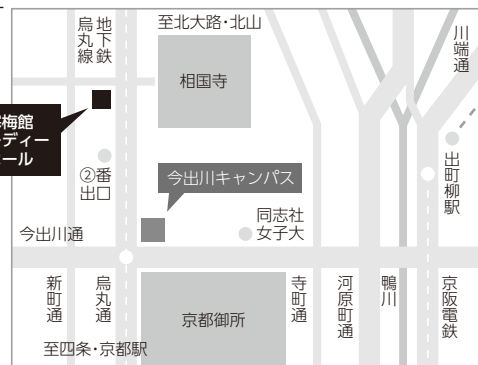 地下鉄
烏丸線
至北大路・北山
川端通
相国寺
梅館
ディー
ール
②番
出口
今出川キャンパス
出町柳駅
同志社
女子大
今出川通
新町通
烏丸通
京都御所
寺町通
河原町通
鴨川
京阪電鉄
至四条・京都駅